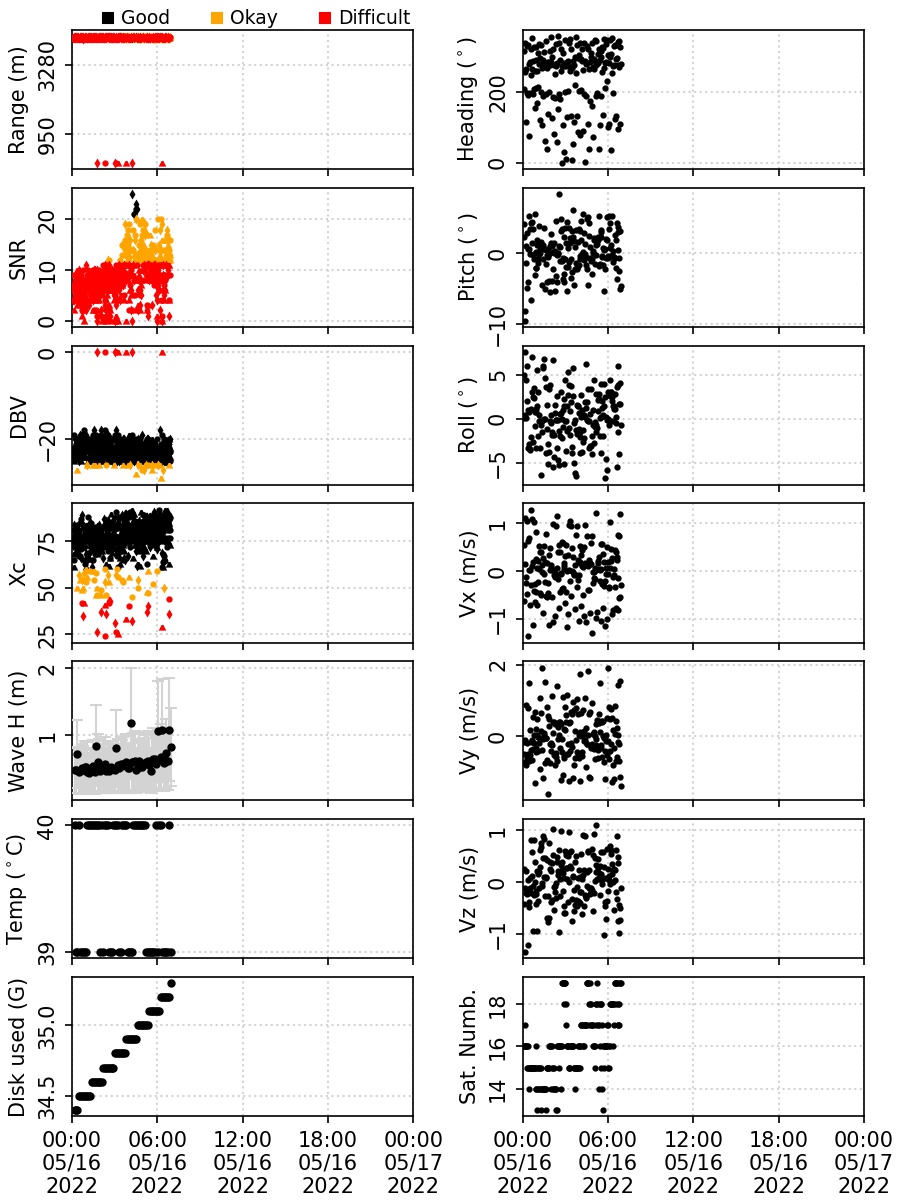 Good Okay Difficult
Range (m)
3280
950
Heading (°)
200
0
SNR
20
10
0
Pitch (°)
0
−10
DBV
0
−20
Roll (°)
5
0
−5
Xc
75
50
25
Vx (m/s)
1
0
−1
Wave H (m)
2
1
Vy (m/s)
2
0
Temp (°C)
40
39
Vz (m/s)
1
0
−1
Disk used (G)
35.0
34.5
Sat. Numb.
18
16
14
00:00 06:00 12:00 18:00 00:00
05/16 05/16 05/16 05/16 05/17
2022 2022 2022 2022 2022
00:00 06:00 12:00 18:00 00:00
05/16 05/16 05/16 05/16 05/17
2022 2022 2022 2022 2022